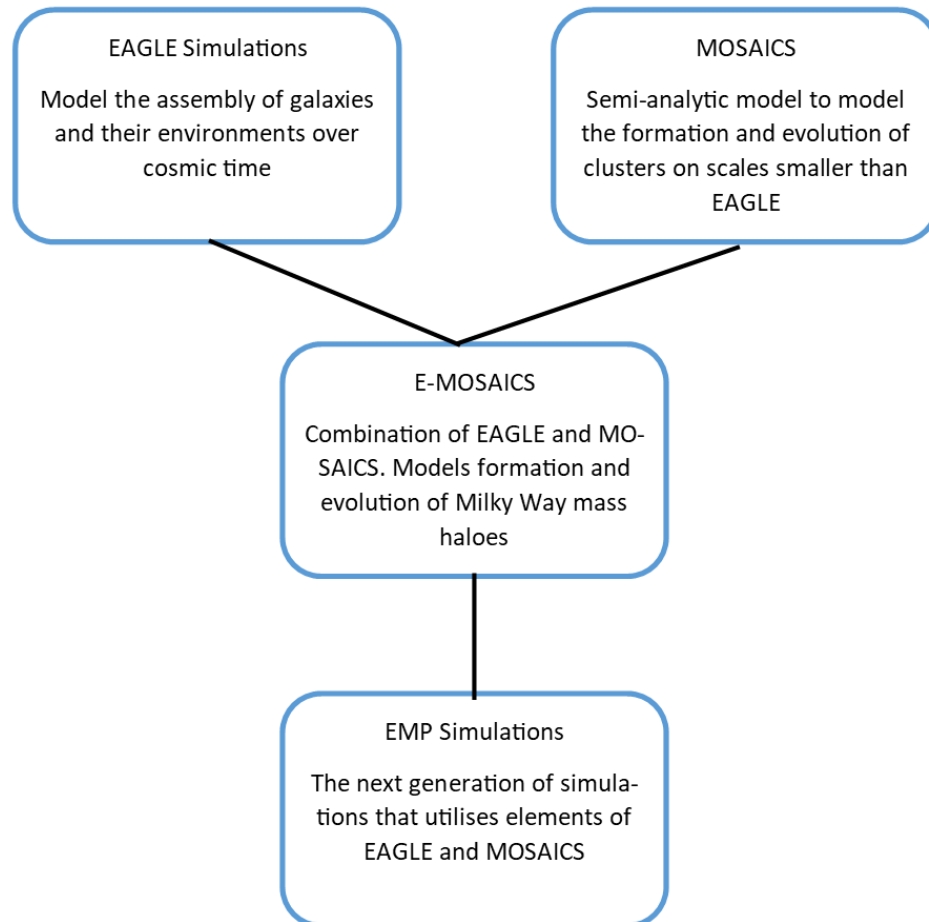 EAGLE Simulations
Model the assembly of galaxies
and their environments over
cosmic time
MOSAICS
Semi-analytic model to model
the formation and evolution of
clusters on scales smaller than
EAGLE
E-MOSAICS
Combination of EAGLE and MO-
SAICS. Models formation and
evolution of Milky Way mass
haloes
EMP Simulations
The next generation of simula-
tions that utilises elements of
EAGLE and MOSAICS